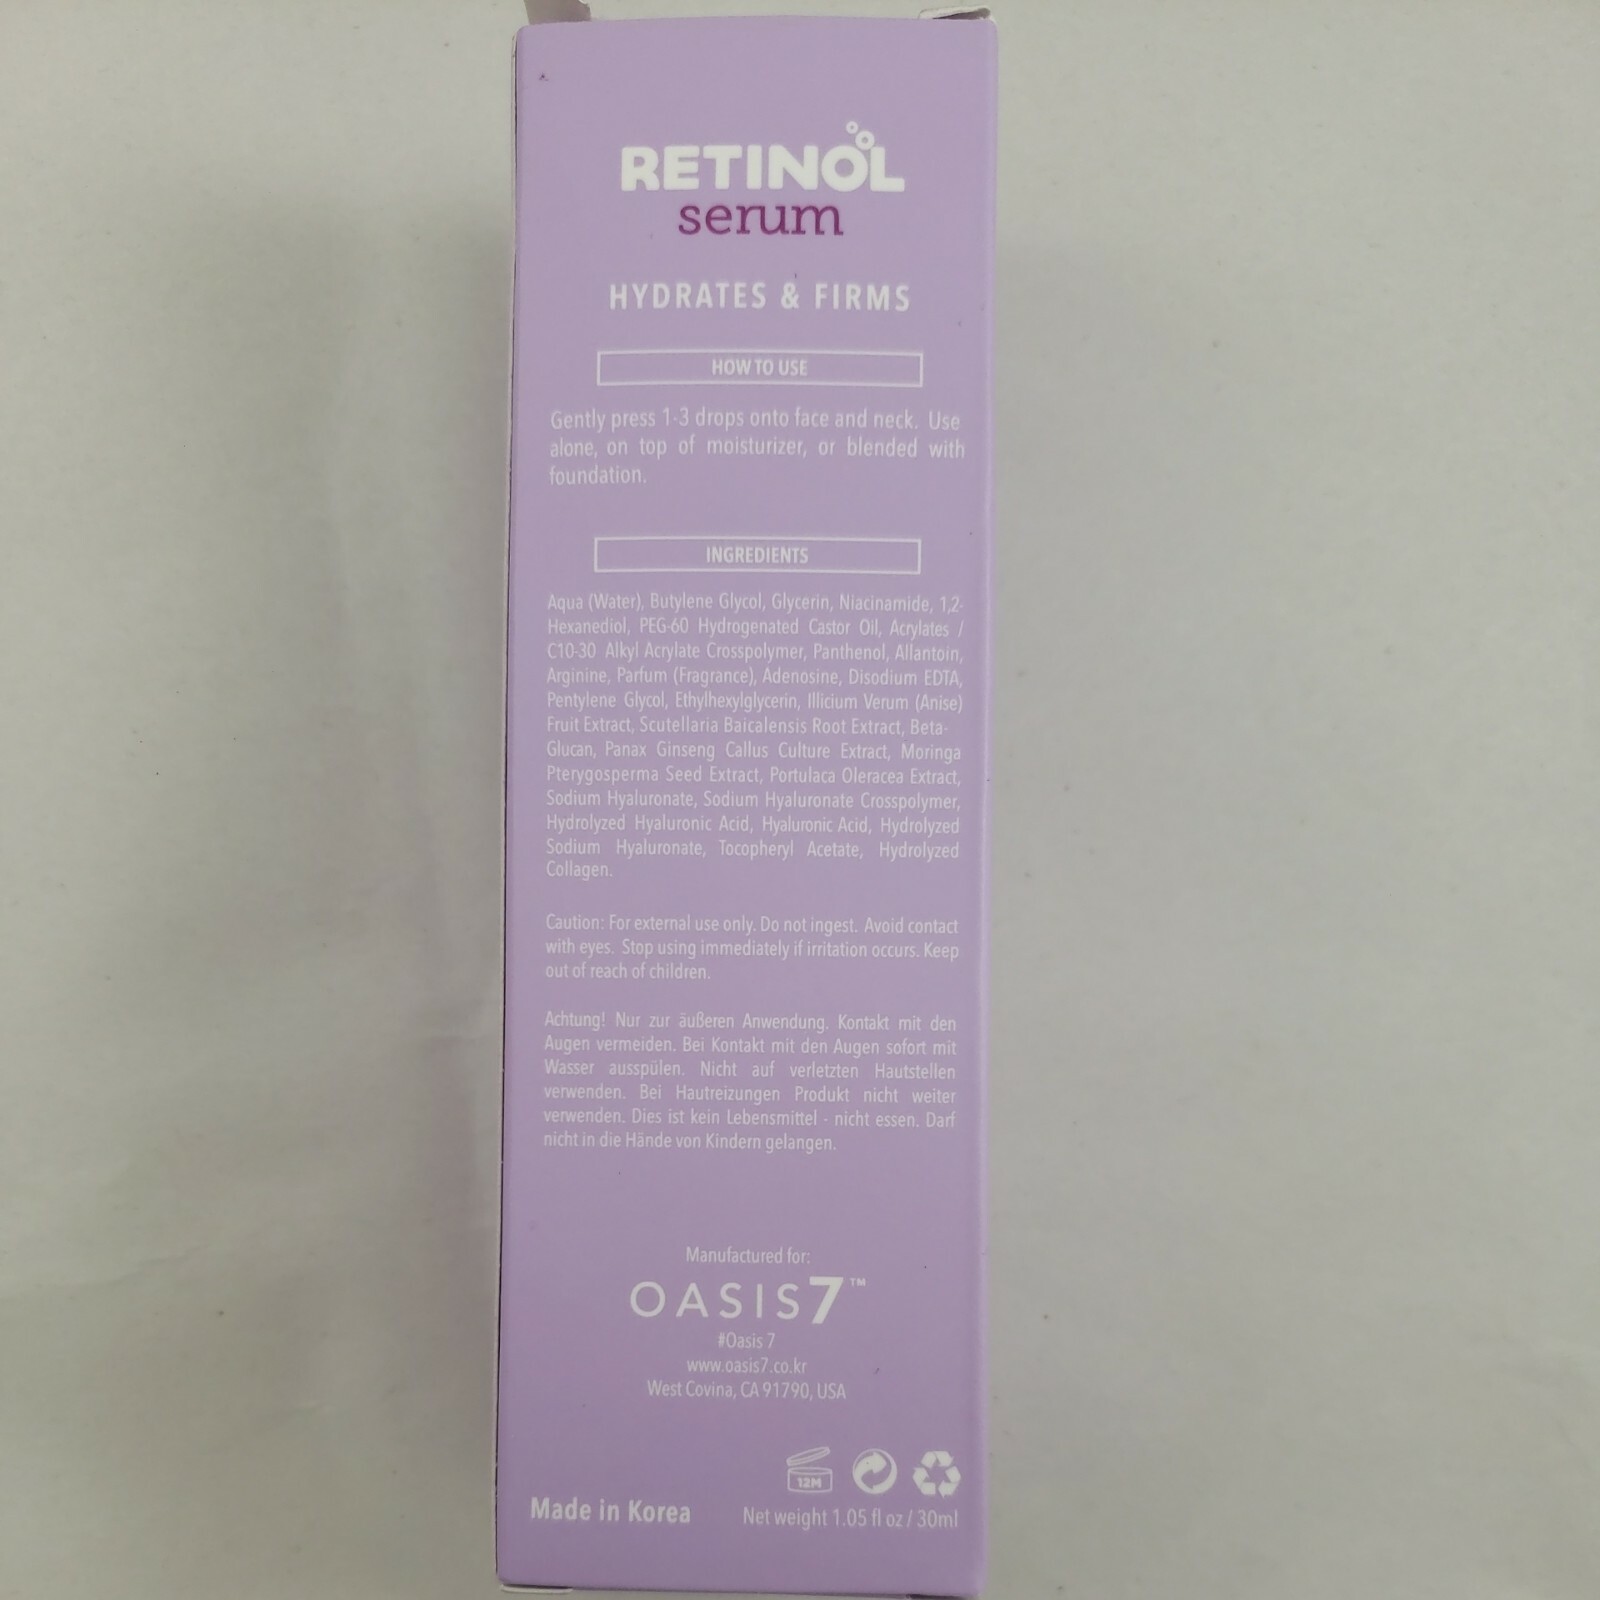 RETINOL
serum
HYDRATES & FIRMS
HOW TO USE
Gently press 1-3 drops onto face and neck. Use
alone, on top of moisturizer, or blended with
foundation.
INGREDIENTS
Aqua (Water), Butylene Glycol, Glycerin, Niacinamide, 1,2-
Hexanediol, PEG-60 Hydrogenated Castor Oil, Acrylates /
C10-30 Alkyl Acrylate Crosspolymer, Panthenol, Allantoin,
Arginine, Parfum (Fragrance), Adenosine, Disodium EDTA,
Pentylene Glycol, Ethylhexylglycerin, Illicium Verum (Anise)
Fruit Extract, Scutellaria Baicalensis Root Extract, Beta-
Glucan, Panax Ginseng Callus Culture Extract, Moringa
Pterygosperma Seed Extract, Portulaca Oleracea Extract,
Sodium Hyaluronate, Sodium Hyaluronate Crosspolymer,
Hydrolyzed Hyaluronic Acid, Hyaluronic Acid, Hydrolyzed
Sodium Hyaluronate, Tocopheryl Acetate, Hydrolyzed
Collagen.
Caution: For external use only. Do not ingest. Avoid contact
with eyes. Stop using immediately if irritation occurs. Keep
out of reach of children.
Achtung! Nur zur äußeren Anwendung. Kontakt mit den
Augen vermeiden. Bei Kontakt mit den Augen sofort mit
Wasser ausspülen. Nicht auf verletzten Hautstellen
verwenden. Bei Hautreizungen Produkt nicht weiter
verwenden. Dies ist kein Lebensmittel - nicht essen. Darf
nicht in die Hände von Kindern gelangen.
Manufactured for:
OASIS7™
#Oasis 7
www.oasis7.co.kr
West Covina, CA 91790, USA
12M
Made in Korea
Net weight 1.05 fl oz / 30ml